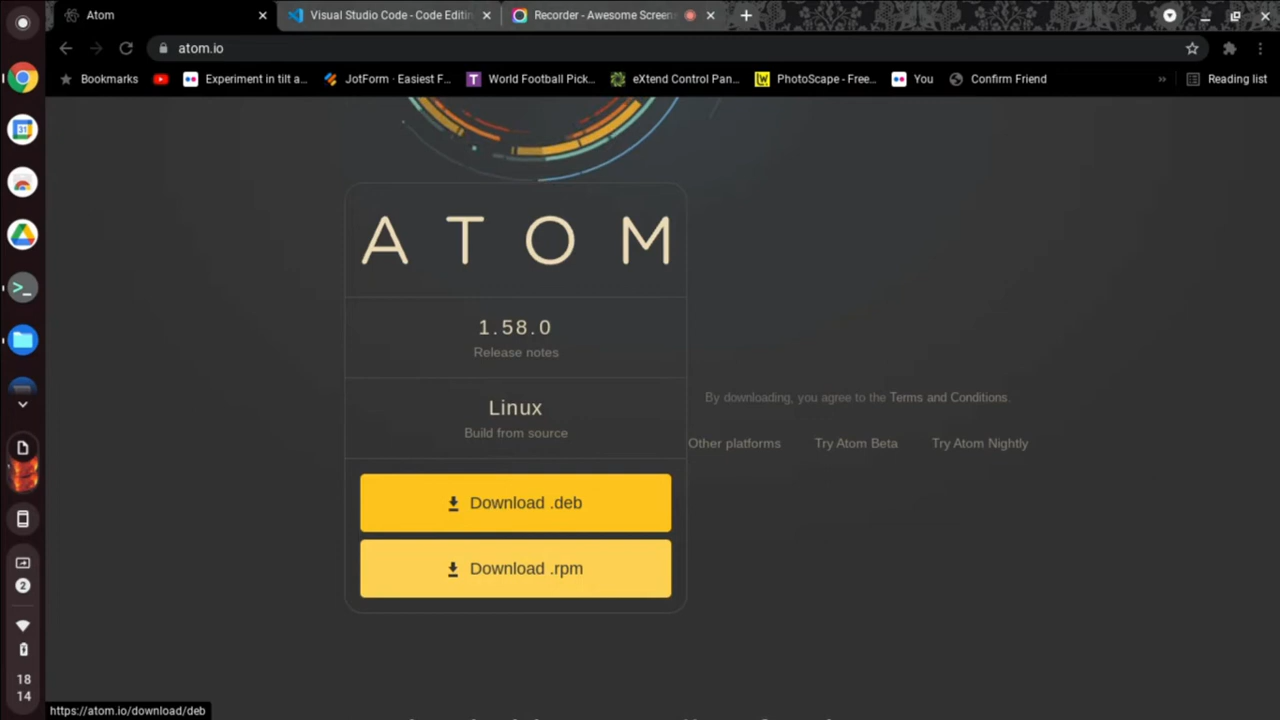 Atom
Visual Studio Code - Code Editin
Recorder - Awesome Screens
atom.io
Bookmarks
Experiment in tilt a...
JotForm · Easiest F...
World Football Pick...
eXtend Control Pan...
PhotoScape - Free...
You
Confirm Friend
»
Reading list
31
ATOM
1.58.0
Release notes
Linux
Build from source
By downloading, you agree to the Terms and Conditions.
Other platforms
Try Atom Beta
Try Atom Nightly
Download .deb
Download .rpm
2
18
14
https://atom.io/download/deb